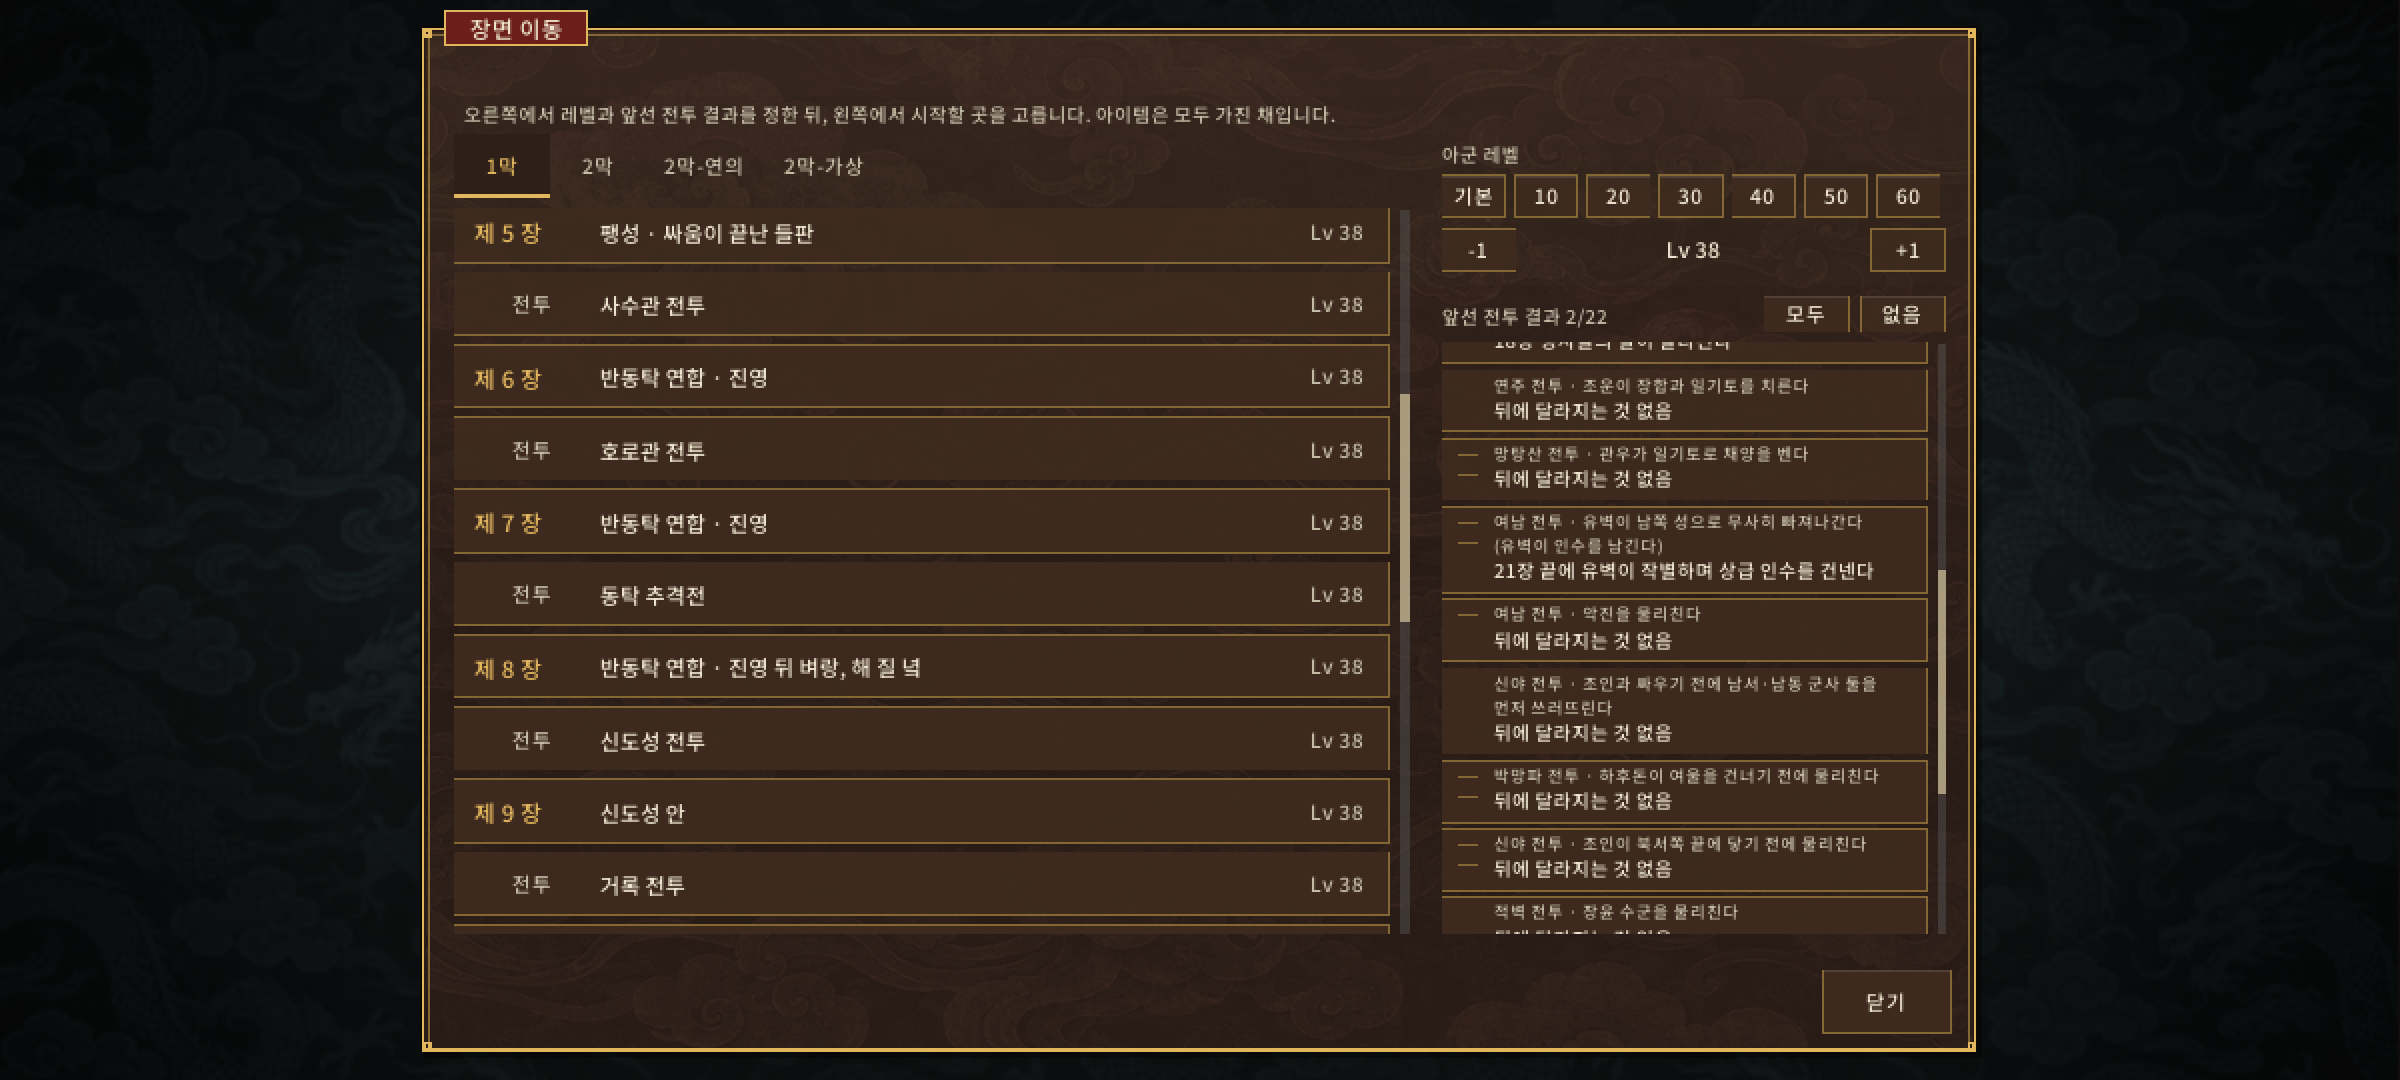 장면 이동
오른쪽에서 레벨과 앞선 전투 결과를 정한 뒤, 왼쪽에서 시작할 곳을 고릅니다. 아이템은 모두 가진 채입니다.
1막 2막 2막-연의 2막-가상
제 5 장 팽성 · 싸움이 끝난 들판 Lv 38
전투 사수관 전투 Lv 38
제 6 장 반동탁 연합 · 진영 Lv 38
전투 호로관 전투 Lv 38
제 7 장 반동탁 연합 · 진영 Lv 38
전투 동탁 추격전 Lv 38
제 8 장 반동탁 연합 · 진영 뒤 벼랑, 해 질 녘 Lv 38
전투 신도성 전투 Lv 38
제 9 장 신도성 안 Lv 38
전투 거록 전투 Lv 38
아군 레벨
기본 10 20 30 40 50 60
-1 Lv 38 +1
앞선 전투 결과 2/22 모두 없음
연주 전투 · 조운이 장합과 일기토를 치른다
뒤에 달라지는 것 없음
망탕산 전투 · 관우가 일기토로 채양을 벤다
뒤에 달라지는 것 없음
여남 전투 · 유벽이 남쪽 성으로 무사히 빠져나간다
(유벽이 인수를 남긴다)
21장 끝에 유벽이 작별하며 상급 인수를 건넨다
여남 전투 · 악진을 물리친다
뒤에 달라지는 것 없음
신야 전투 · 조인과 싸우기 전에 남서·남동 군사 둘을
먼저 쓰러뜨린다
뒤에 달라지는 것 없음
박망파 전투 · 하후돈이 여울을 건너기 전에 물리친다
뒤에 달라지는 것 없음
신야 전투 · 조인이 북서쪽 끝에 닿기 전에 물리친다
뒤에 달라지는 것 없음
적벽 전투 · 장윤 수군을 물리친다
닫기